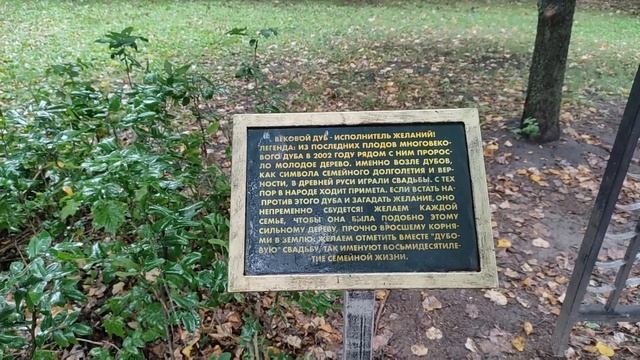 ВЕКОВОЙ ДУБ - ИСПОЛНИТЕЛЬ ЖЕЛАНИЙ!
ЛЕГЕНДА: ИЗ ПОСЛЕДНИХ ПЛОДОВ МНОГОВЕКО-
ВОГО ДУБА В 2002 ГОДУ РЯДОМ С НИМ ПРОРОС-
ЛО МОЛОДОЕ ДЕРЕВО. ИМЕННО ВОЗЛЕ ДУБОВ,
КАК СИМВОЛА СЕМЕЙНОГО ДОЛГОЛЕТИЯ И ВЕР-
НОСТИ, В ДРЕВНЕЙ РУСИ ИГРАЛИ СВАДЬБЫ. С ТЕХ
ПОР В НАРОДЕ ХОДИТ ПРИМЕТА. ЕСЛИ ВСТАТЬ НА-
ПРОТИВ ЭТОГО ДУБА И ЗАГАДАТЬ ЖЕЛАНИЕ, ОНО
НЕПРЕМЕННО СБУДЕТСЯ! ЖЕЛАЕМ КАЖДОЙ
СЕМЬЕ, ЧТОБЫ ОНА БЫЛА ПОДОБНО ЭТОМУ
СИЛЬНОМУ ДЕРЕВУ, ПРОЧНО ВРОСШЕМУ КОРНЯ-
МИ В ЗЕМЛЮ. ЖЕЛАЕМ ОТМЕТИТЬ ВМЕСТЕ "ДУБО-
ВУЮ" СВАДЬБУ, ТАК ИМЕНУЮТ ВОСЬМИДЕСЯТИЛЕ-
ТИЕ СЕМЕЙНОЙ ЖИЗНИ.